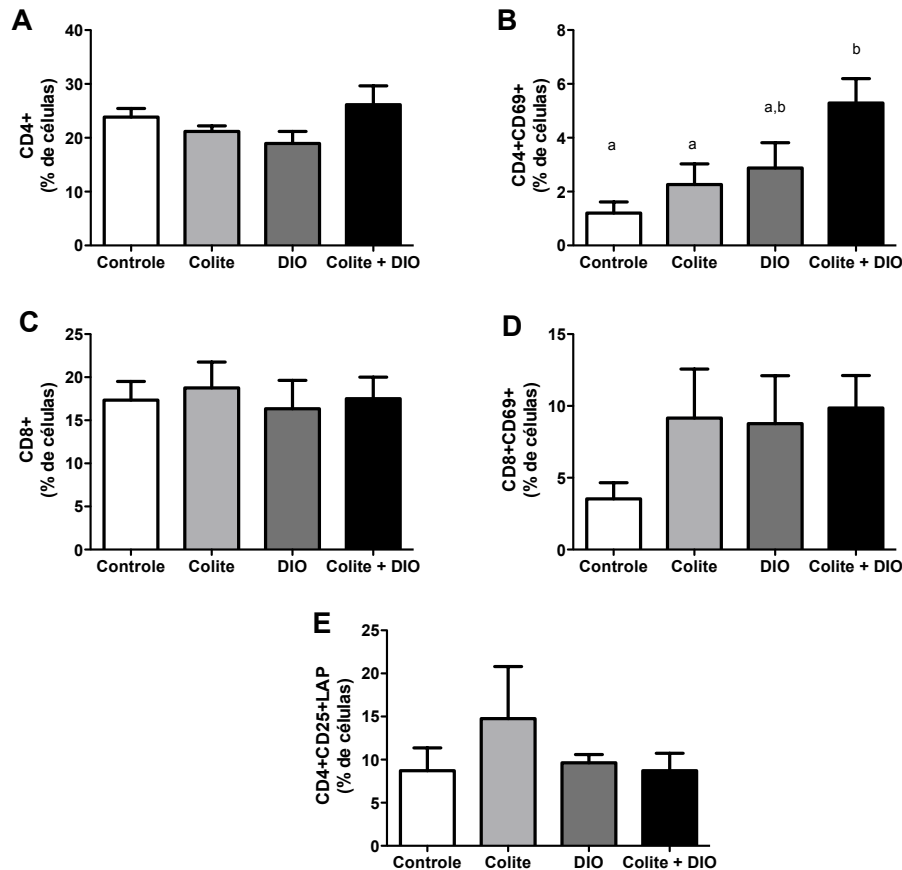 A
CD4+
(% de células)
40
30
20
10
0
Controle
Colite
DIO
Colite + DIO
B
CD4+CD69+
(% de células)
8
6
4
2
0
a
a
a,b
b
Controle
Colite
DIO
Colite + DIO
C
CD8+
(% de células)
25
20
15
10
5
0
Controle
Colite
DIO
Colite + DIO
D
CD8+CD69+
(% de células)
15
10
5
0
Controle
Colite
DIO
Colite + DIO
E
CD4+CD25+LAP
(% de células)
25
20
15
10
5
0
Controle
Colite
DIO
Colite + DIO